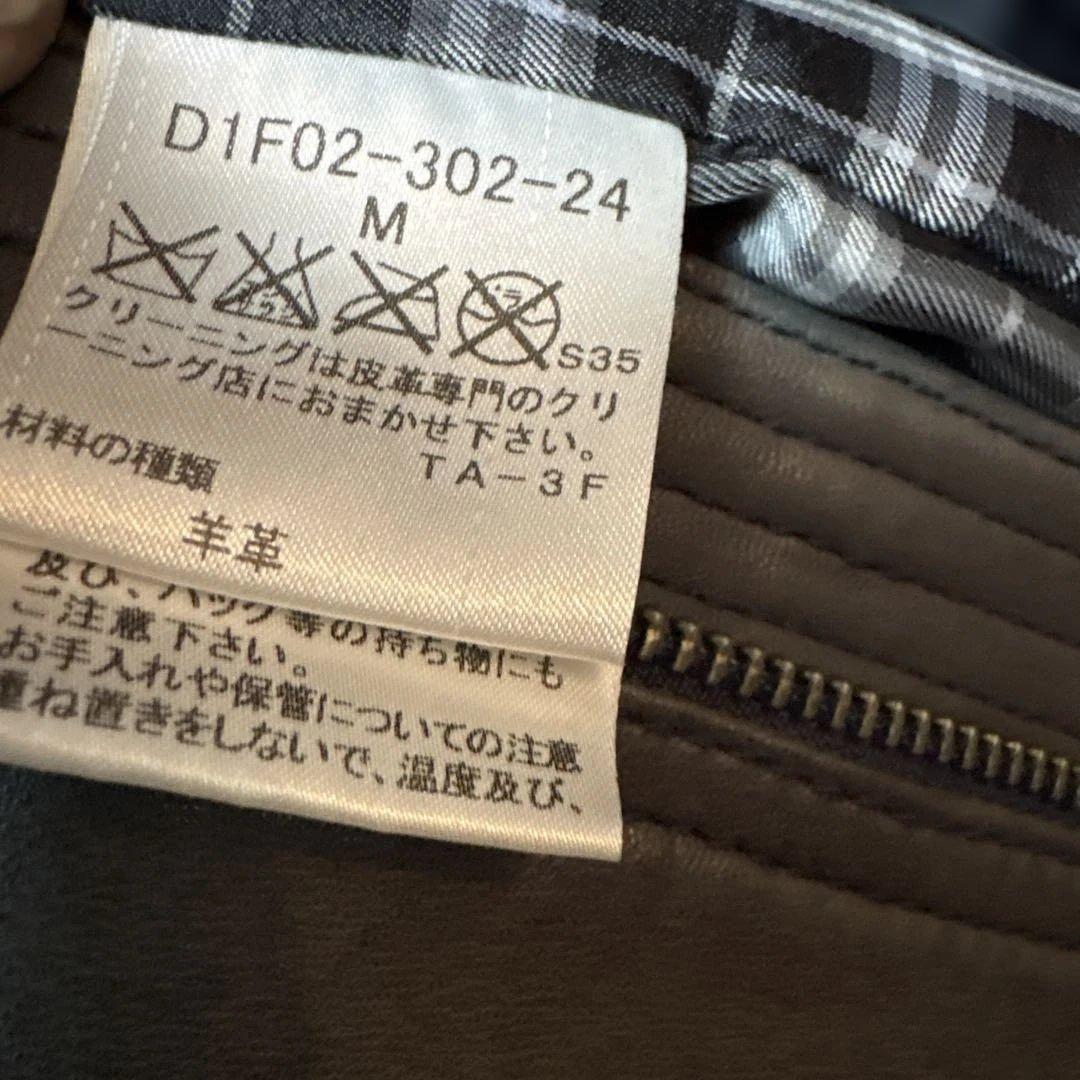 D1F02-302-24
M
S35
クリーニングは皮革専門のクリ
ーニング店におまかせ下さい。
TA-3F
材料の種類
羊革
及び、バッグ等の持ち物にも
ご注意下さい。
お手入れや保管についての注意
重ね置きをしないで、温度及び、